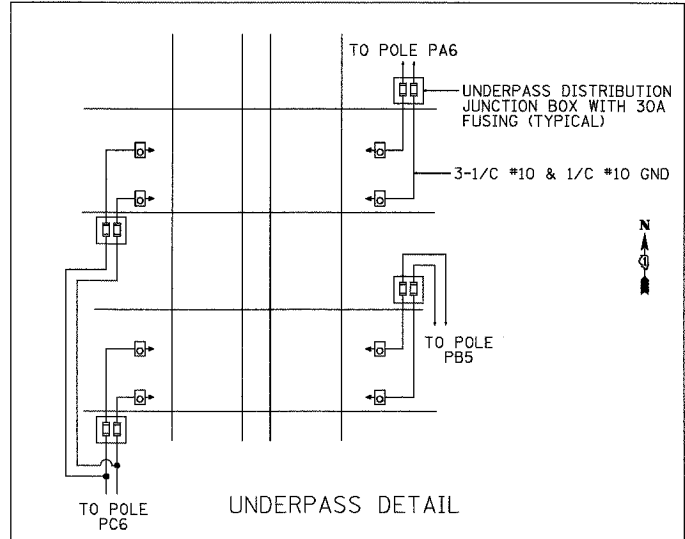 TO POLE PA6
UNDERPASS DISTRIBUTION
JUNCTION BOX WITH 30A
FUSING (TYPICAL)
3-1/C #10 & 1/C #10 GND
N
TO POLE
PB5
TO POLE
PC6
UNDERPASS DETAIL